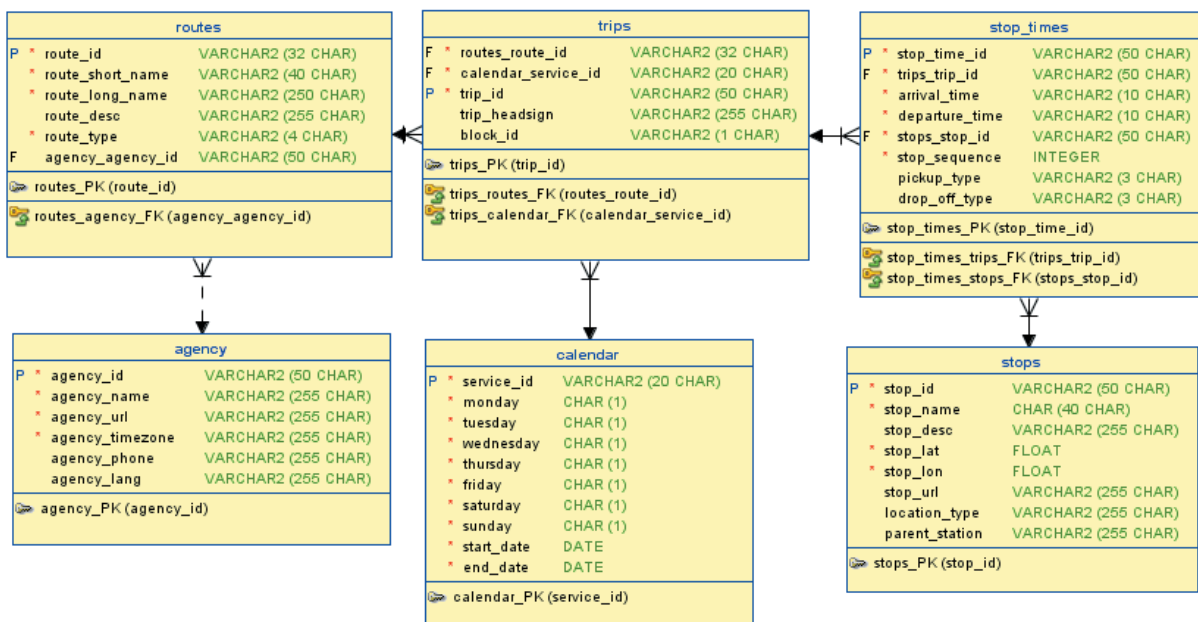 routes
P * route_id VARCHAR2 (32 CHAR)
* route_short_name VARCHAR2 (40 CHAR)
* route_long_name VARCHAR2 (250 CHAR)
route_desc VARCHAR2 (255 CHAR)
* route_type VARCHAR2 (4 CHAR)
F agency_agency_id VARCHAR2 (50 CHAR)
routes_PK (route_id)
routes_agency_FK (agency_agency_id)
trips
F * routes_route_id VARCHAR2 (32 CHAR)
F * calendar_service_id VARCHAR2 (20 CHAR)
P * trip_id VARCHAR2 (50 CHAR)
trip_headsign VARCHAR2 (255 CHAR)
block_id VARCHAR2 (1 CHAR)
trips_PK (trip_id)
trips_routes_FK (routes_route_id)
trips_calendar_FK (calendar_service_id)
stop_times
P * stop_time_id VARCHAR2 (50 CHAR)
F * trips_trip_id VARCHAR2 (50 CHAR)
* arrival_time VARCHAR2 (10 CHAR)
* departure_time VARCHAR2 (10 CHAR)
F * stops_stop_id VARCHAR2 (50 CHAR)
* stop_sequence INTEGER
pickup_type VARCHAR2 (3 CHAR)
drop_off_type VARCHAR2 (3 CHAR)
stop_times_PK (stop_time_id)
stop_times_trips_FK (trips_trip_id)
stop_times_stops_FK (stops_stop_id)
agency
P * agency_id VARCHAR2 (50 CHAR)
* agency_name VARCHAR2 (255 CHAR)
* agency_url VARCHAR2 (255 CHAR)
* agency_timezone VARCHAR2 (255 CHAR)
agency_phone VARCHAR2 (255 CHAR)
agency_lang VARCHAR2 (255 CHAR)
agency_PK (agency_id)
calendar
P * service_id VARCHAR2 (20 CHAR)
* monday CHAR (1)
* tuesday CHAR (1)
* wednesday CHAR (1)
* thursday CHAR (1)
* friday CHAR (1)
* saturday CHAR (1)
* sunday CHAR (1)
* start_date DATE
* end_date DATE
calendar_PK (service_id)
stops
P * stop_id VARCHAR2 (50 CHAR)
* stop_name CHAR (40 CHAR)
stop_desc VARCHAR2 (255 CHAR)
* stop_lat FLOAT
* stop_lon FLOAT
stop_url VARCHAR2 (255 CHAR)
location_type VARCHAR2 (255 CHAR)
parent_station VARCHAR2 (255 CHAR)
stops_PK (stop_id)